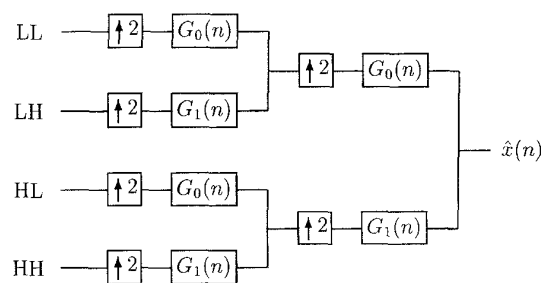 LL ↑2 G₀(n)
↑2 G₀(n)
LH ↑2 G₁(n)
x̂(n)
HL ↑2 G₀(n)
↑2 G₁(n)
HH ↑2 G₁(n)